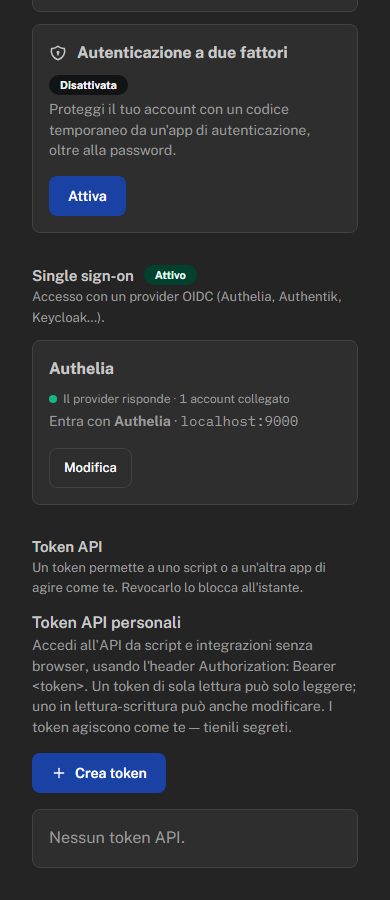 Autenticazione a due fattori
Disattivata
Proteggi il tuo account con un codice
temporaneo da un'app di autenticazione,
oltre alla password.
Attiva
Single sign-on Attivo
Accesso con un provider OIDC (Authelia, Authentik,
Keycloak…).
Authelia
Il provider risponde · 1 account collegato
Entra con Authelia · localhost:9000
Modifica
Token API
Un token permette a uno script o a un'altra app di
agire come te. Revocarlo lo blocca all'istante.
Token API personali
Accedi all'API da script e integrazioni senza
browser, usando l'header Authorization: Bearer
<token>. Un token di sola lettura può solo leggere;
uno in lettura-scrittura può anche modificare. I
token agiscono come te — tienili segreti.
+ Crea token
Nessun token API.